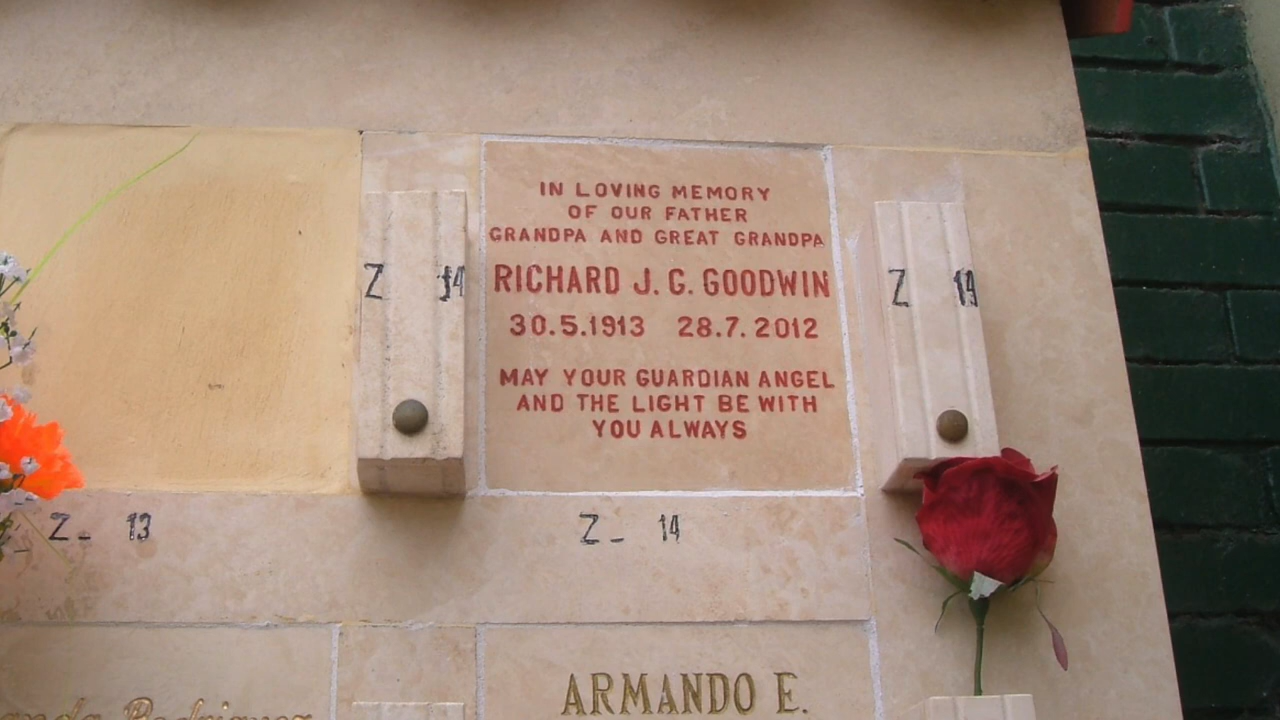 IN LOVING MEMORY
OF OUR FATHER
GRANDPA AND GREAT GRANDPA
RICHARD J. G. GOODWIN
30.5.1913 28.7.2012
MAY YOUR GUARDIAN ANGEL
AND THE LIGHT BE WITH
YOU ALWAYS
Z 14
Z 14
Z - 13
Z - 14
Rodriguez
ARMANDO E.